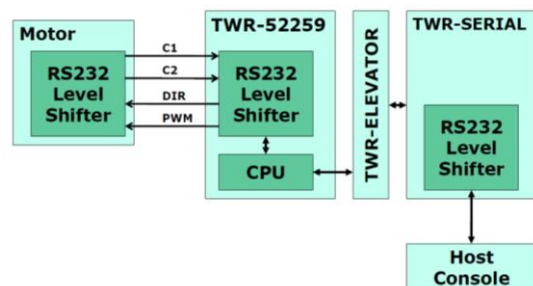 Motor
RS232
Level
Shifter
C1
C2
DIR
PWM
TWR-52259
RS232
Level
Shifter
CPU
TWR-ELEVATOR
TWR-SERIAL
RS232
Level
Shifter
Host
Console